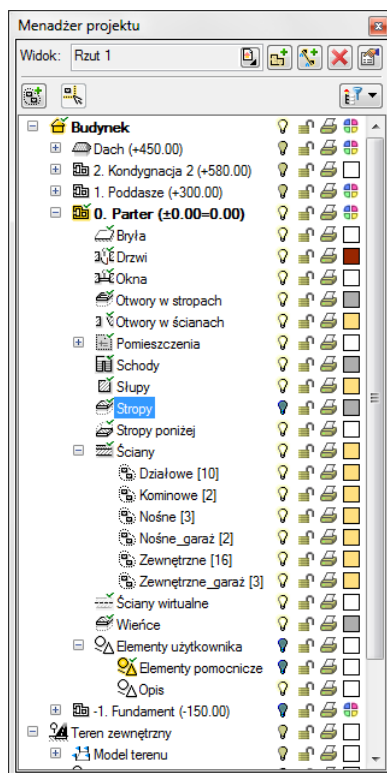 Menadżer projektu
Widok: Rzut 1
Budynek
Dach (+450.00)
2. Kondygnacja 2 (+580.00)
1. Poddasze (+300.00)
0. Parter (±0.00=0.00)
Bryła
Drzwi
Okna
Otwory w stropach
Otwory w ścianach
Pomieszczenia
Schody
Słupy
Stropy
Stropy poniżej
Ściany
Działowe [10]
Kominowe [2]
Nośne [3]
Nośne_garaż [2]
Zewnętrzne [16]
Zewnętrzne_garaż [3]
Ściany wirtualne
Wieńce
Elementy użytkownika
Elementy pomocnicze
Opis
-1. Fundament (-150.00)
Teren zewnętrzny
Model terenu